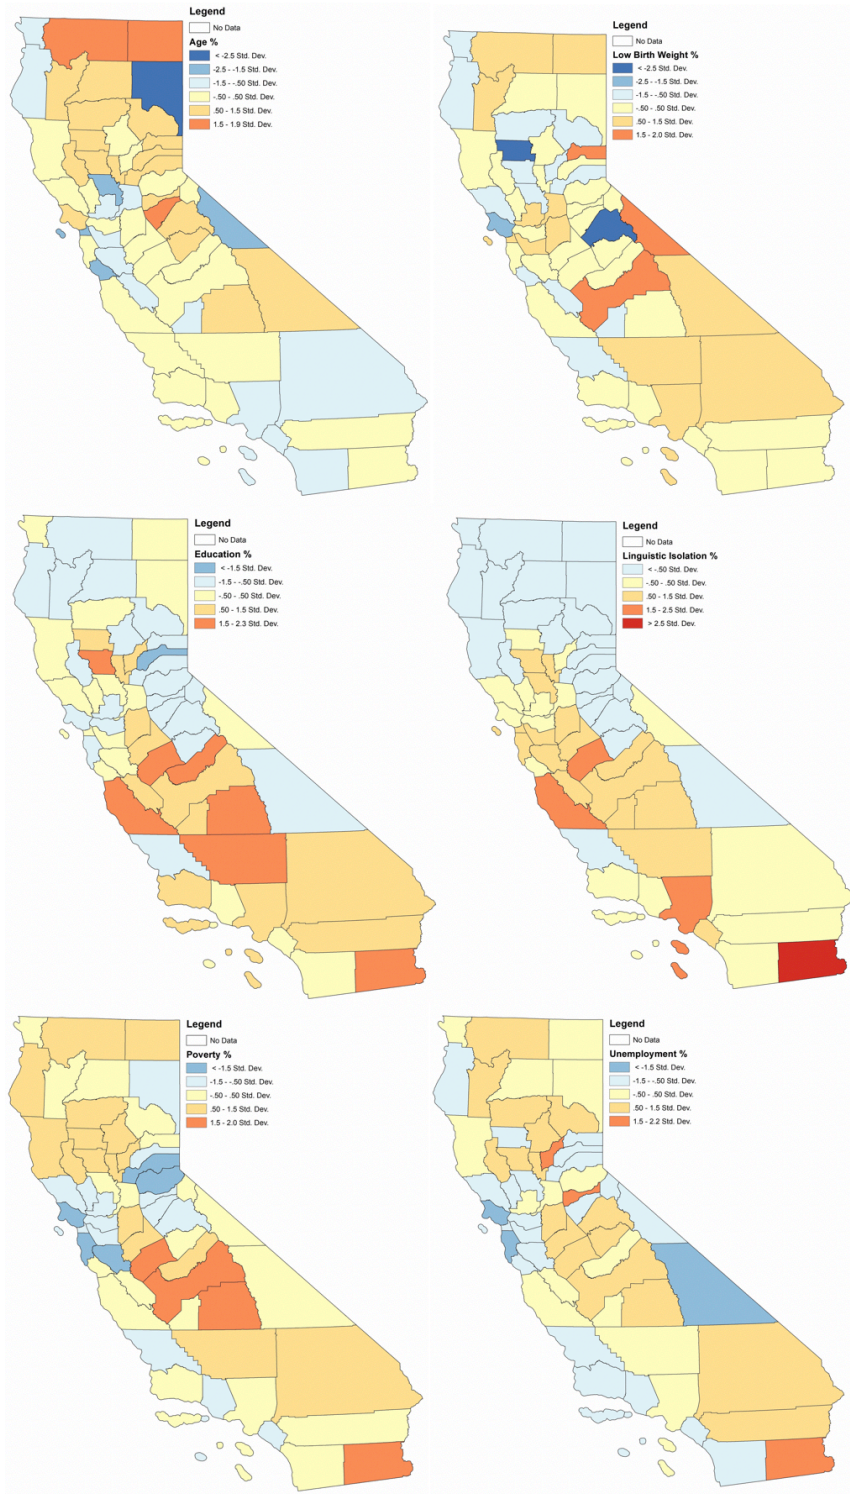 Legend
No Data
Age %
< -2.5 Std. Dev.
-2.5 - -1.5 Std. Dev.
-1.5 - -.50 Std. Dev.
-.50 - .50 Std. Dev.
.50 - 1.5 Std. Dev.
1.5 - 1.9 Std. Dev.
Legend
No Data
Low Birth Weight %
< -2.5 Std. Dev.
-2.5 - -1.5 Std. Dev.
-1.5 - -.50 Std. Dev.
-.50 - .50 Std. Dev.
.50 - 1.5 Std. Dev.
1.5 - 2.0 Std. Dev.
Legend
No Data
Education %
< -1.5 Std. Dev.
-1.5 - -.50 Std. Dev.
-.50 - .50 Std. Dev.
.50 - 1.5 Std. Dev.
1.5 - 2.3 Std. Dev.
Legend
No Data
Linguistic Isolation %
< -.50 Std. Dev.
-.50 - .50 Std. Dev.
.50 - 1.5 Std. Dev.
1.5 - 2.5 Std. Dev.
> 2.5 Std. Dev.
Legend
No Data
Poverty %
< -1.5 Std. Dev.
-1.5 - -.50 Std. Dev.
-.50 - .50 Std. Dev.
.50 - 1.5 Std. Dev.
1.5 - 2.0 Std. Dev.
Legend
No Data
Unemployment %
< -1.5 Std. Dev.
-1.5 - -.50 Std. Dev.
-.50 - .50 Std. Dev.
.50 - 1.5 Std. Dev.
1.5 - 2.2 Std. Dev.